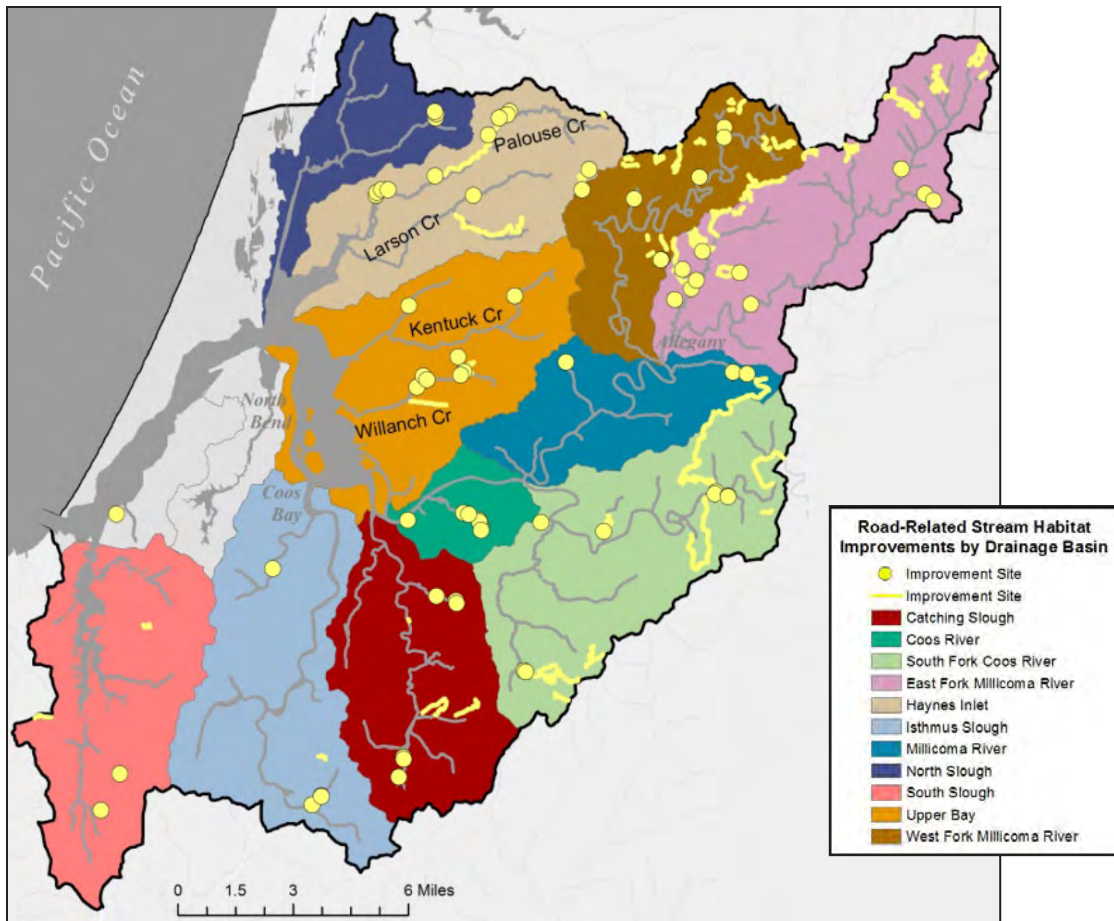 Pacific Ocean
Palouse Cr
Larson Cr
Kentuck Cr
Allegany
North
Bend
Willanch Cr
Coos
Bay
Road-Related Stream Habitat
Improvements by Drainage Basin
Improvement Site
Improvement Site
Catching Slough
Coos River
South Fork Coos River
East Fork Millicoma River
Haynes Inlet
Isthmus Slough
Millicoma River
North Slough
South Slough
Upper Bay
West Fork Millicoma River
0 1.5 3 6 Miles